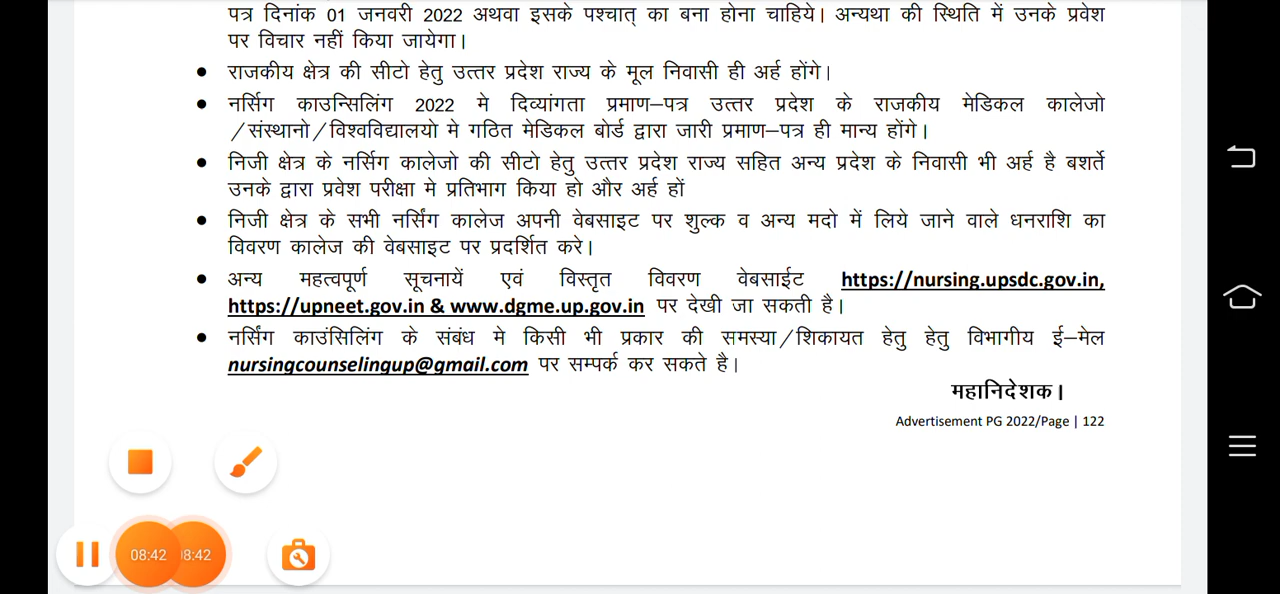 पत्र दिनांक 01 जनवरी 2022 अथवा इसके पश्चात् का बना होना चाहिये। अन्यथा की स्थिति में उनके प्रवेश
पर विचार नहीं किया जायेगा।
• राजकीय क्षेत्र की सीटो हेतु उत्तर प्रदेश राज्य के मूल निवासी ही अर्ह होंगे।
• नर्सिग काउन्सिलिंग 2022 मे दिव्यांगता प्रमाण–पत्र उत्तर प्रदेश के राजकीय मेडिकल कालेजो
/संस्थानो/विश्वविद्यालयो मे गठित मेडिकल बोर्ड द्वारा जारी प्रमाण–पत्र ही मान्य होंगे।
• निजी क्षेत्र के नर्सिग कालेजो की सीटो हेतु उत्तर प्रदेश राज्य सहित अन्य प्रदेश के निवासी भी अर्ह है बशर्ते
उनके द्वारा प्रवेश परीक्षा मे प्रतिभाग किया हो और अर्ह हों
• निजी क्षेत्र के सभी नर्सिंग कालेज अपनी वेबसाइट पर शुल्क व अन्य मदो में लिये जाने वाले धनराशि का
विवरण कालेज की वेबसाइट पर प्रदर्शित करे।
• अन्य महत्वपूर्ण सूचनायें एवं विस्तृत विवरण वेबसाईट https://nursing.upsdc.gov.in,
https://upneet.gov.in & www.dgme.up.gov.in पर देखी जा सकती है।
• नर्सिंग काउंसिलिंग के संबंध मे किसी भी प्रकार की समस्या/शिकायत हेतु हेतु विभागीय ई–मेल
nursingcounselingup@gmail.com पर सम्पर्क कर सकते है।
महानिदेशक।
Advertisement PG 2022/Page | 122
08:42 8:42